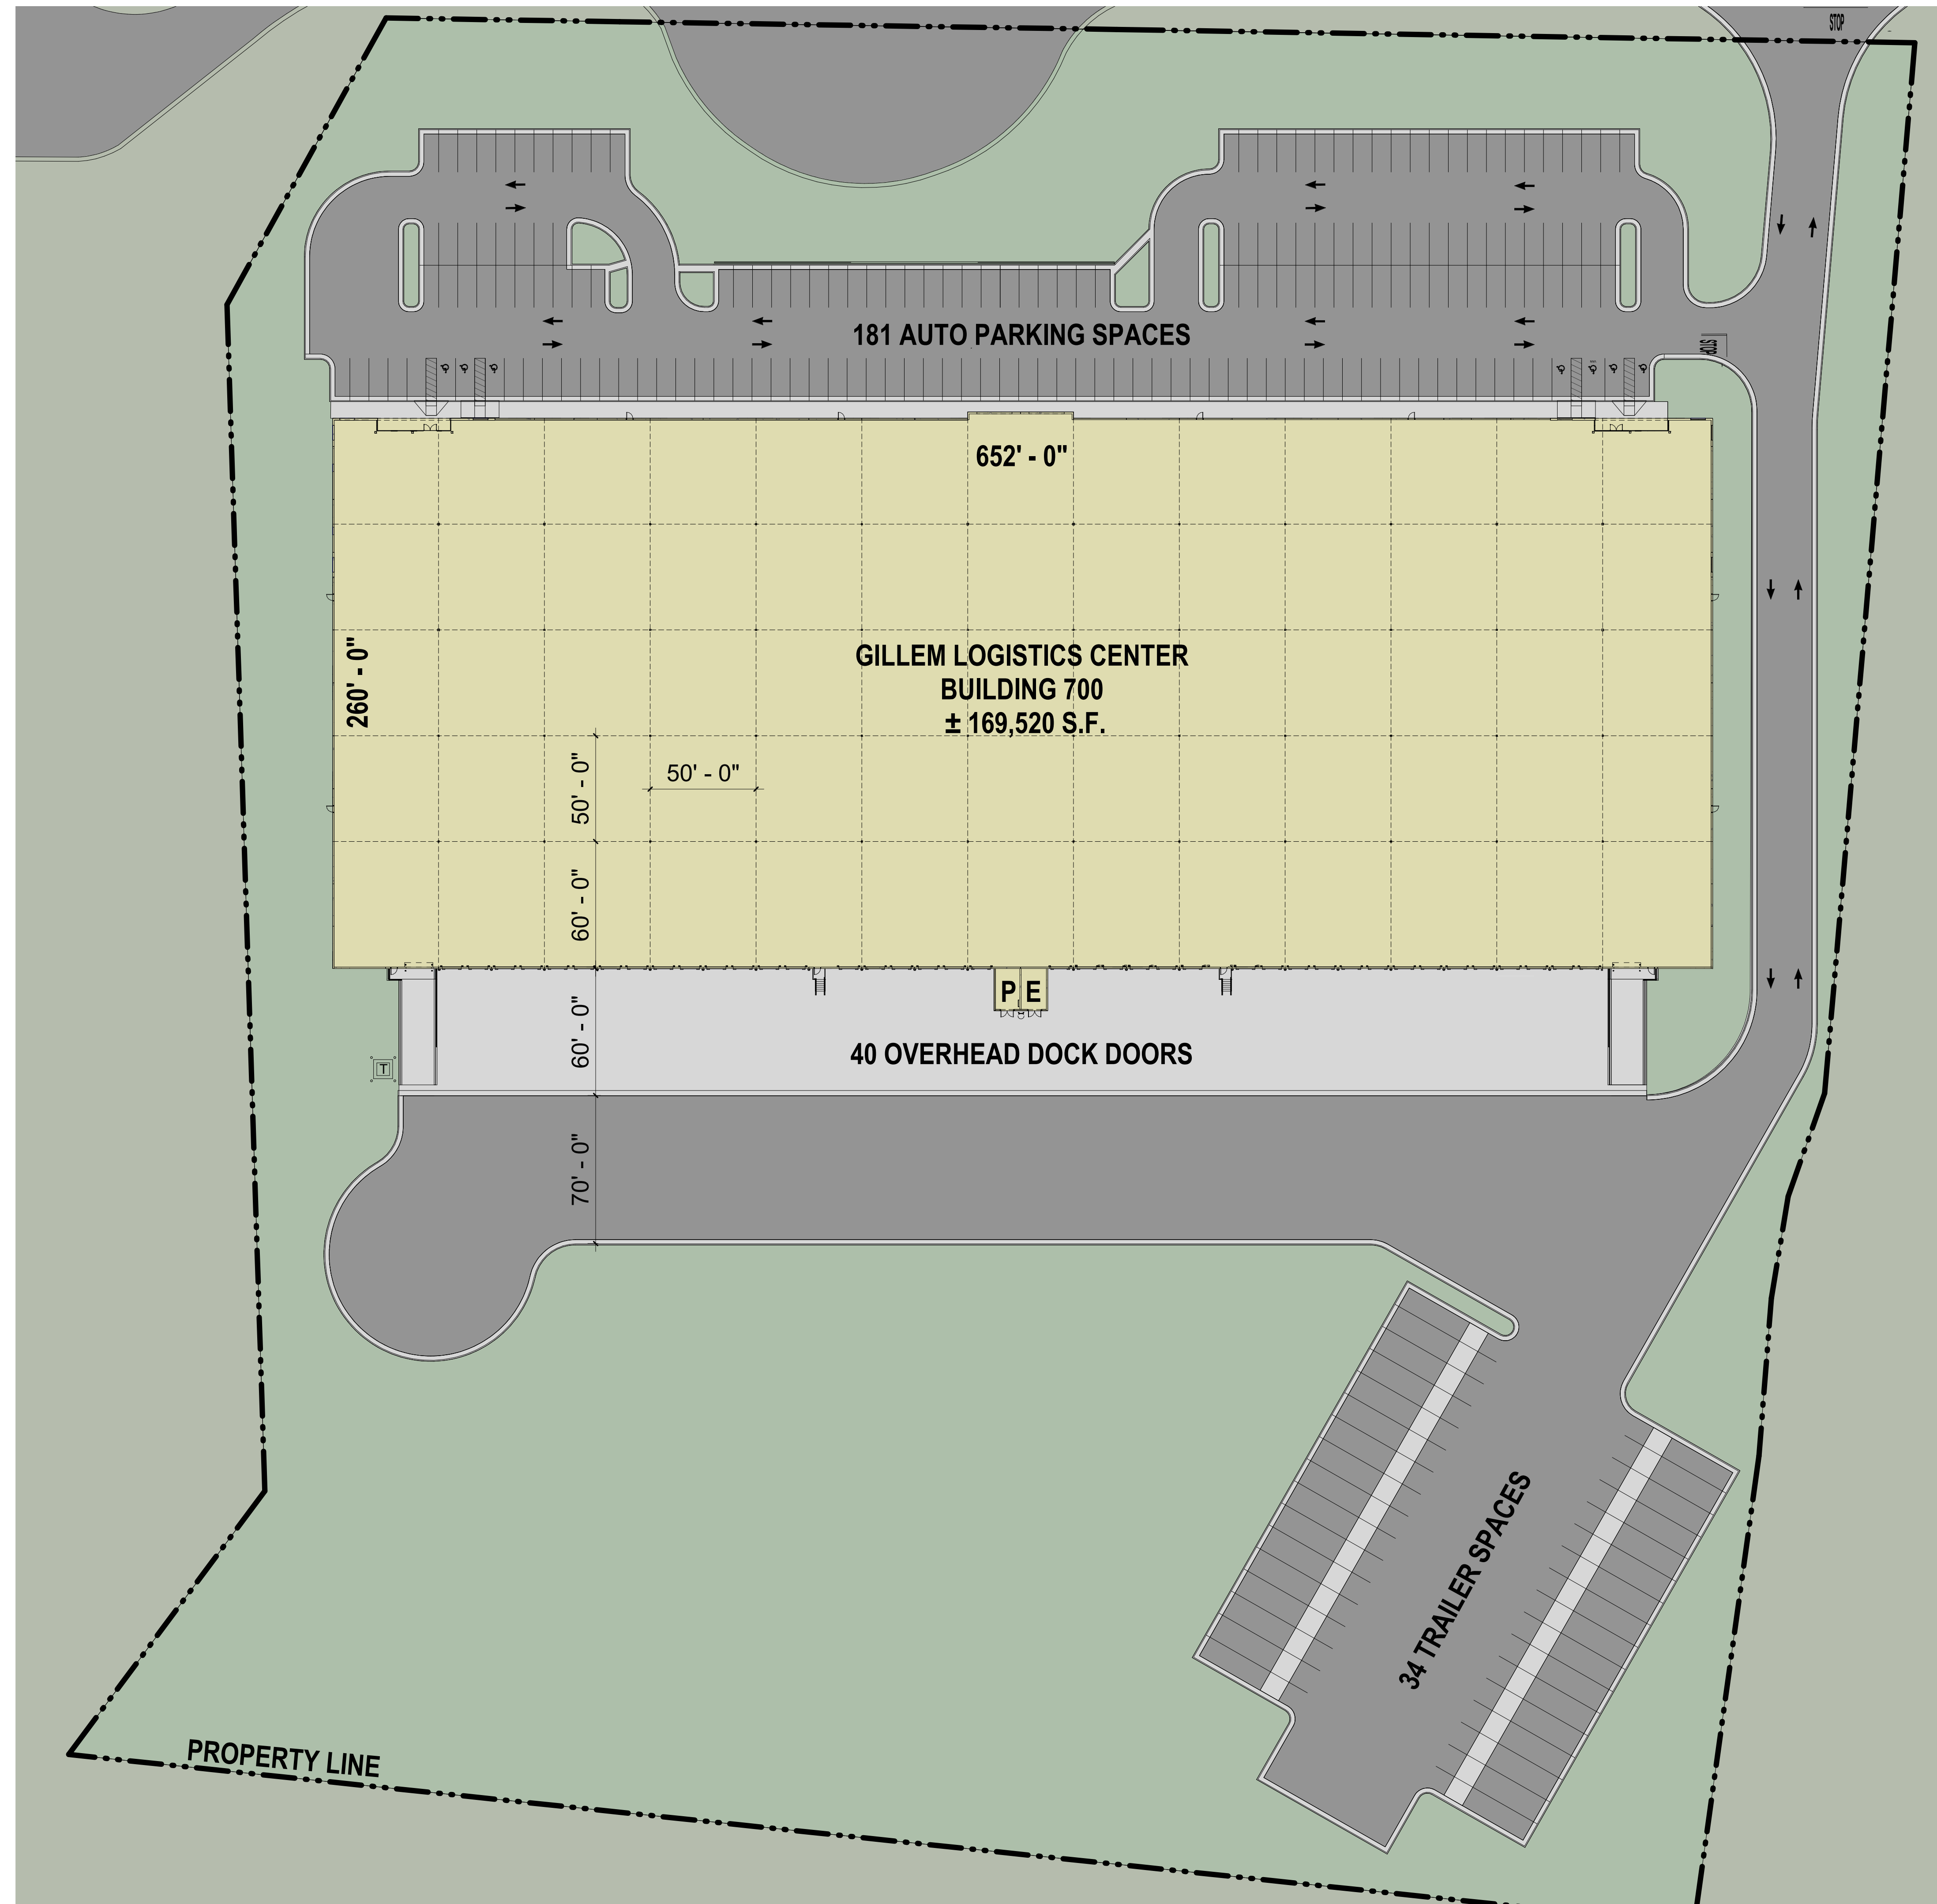 STOP
181 AUTO PARKING SPACES
STOP
652' - 0"
260' - 0"
GILLEM LOGISTICS CENTER
BUILDING 700
± 169,520 S.F.
50' - 0"
50' - 0"
60' - 0"
P E
60' - 0"
40 OVERHEAD DOCK DOORS
T
70' - 0"
34 TRAILER SPACES
PROPERTY LINE